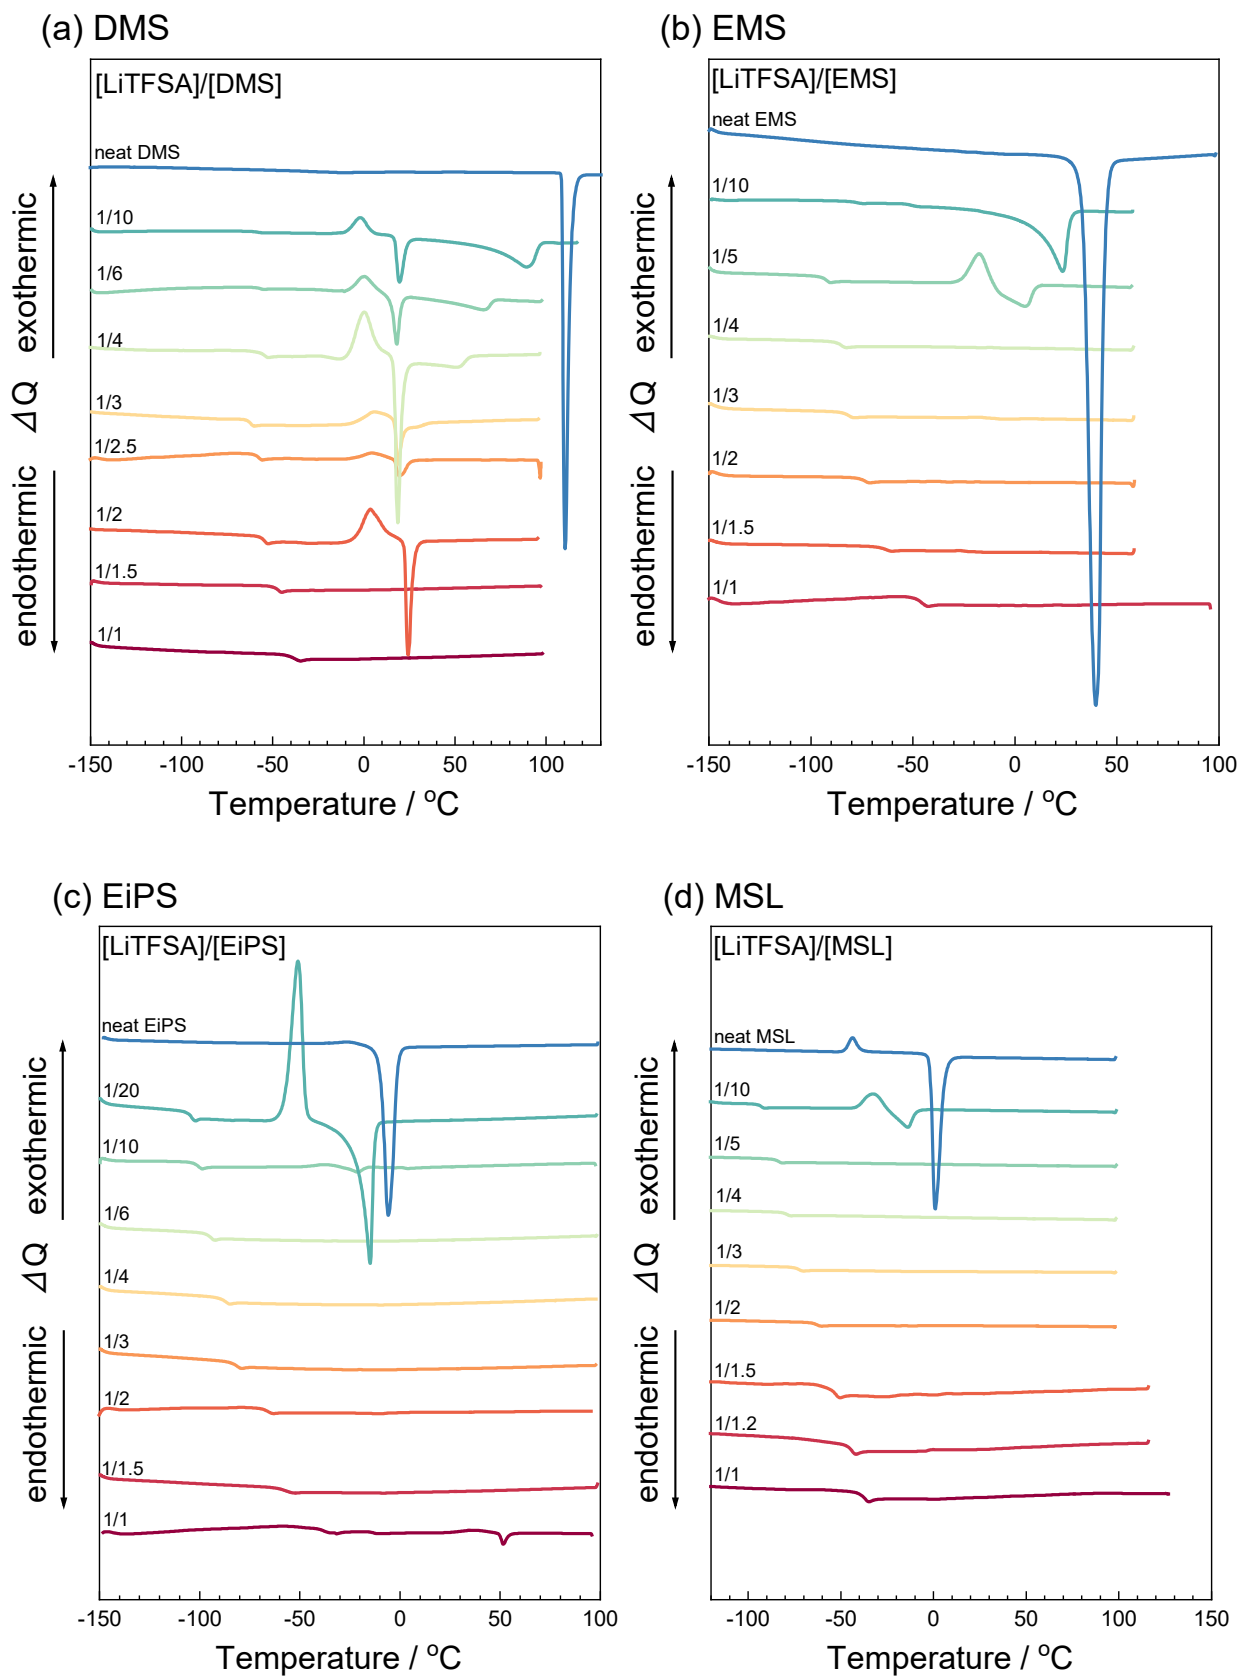 (a) DMS
[LiTFSA]/[DMS]
neat DMS
1/10
1/6
1/4
1/3
1/2.5
1/2
1/1.5
1/1
endothermic ΔQ exothermic
-150 -100 -50 0 50 100
Temperature / °C
(b) EMS
[LiTFSA]/[EMS]
neat EMS
1/10
1/5
1/4
1/3
1/2
1/1.5
1/1
endothermic ΔQ exothermic
-150 -100 -50 0 50 100
Temperature / °C
(c) EiPS
[LiTFSA]/[EiPS]
neat EiPS
1/20
1/10
1/6
1/4
1/3
1/2
1/1.5
1/1
endothermic ΔQ exothermic
-150 -100 -50 0 50 100
Temperature / °C
(d) MSL
[LiTFSA]/[MSL]
neat MSL
1/10
1/5
1/4
1/3
1/2
1/1.5
1/1.2
1/1
endothermic ΔQ exothermic
-100 -50 0 50 100 150
Temperature / °C